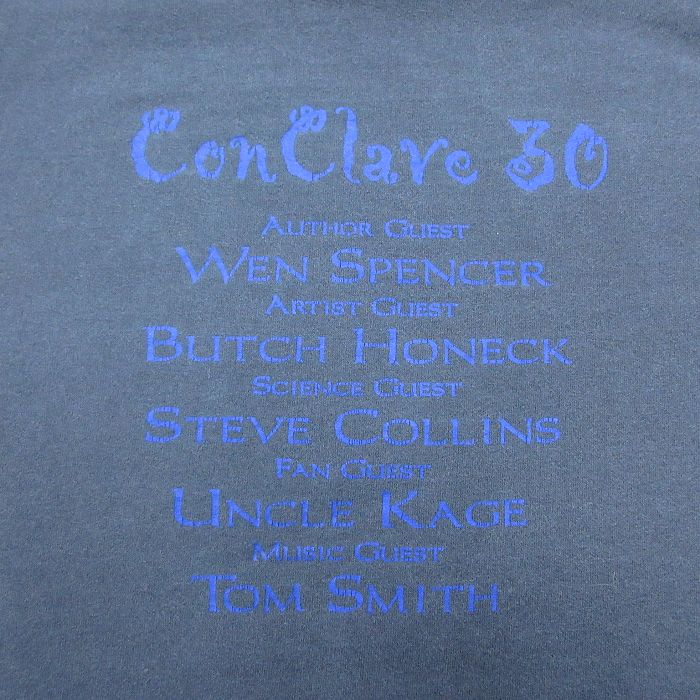 ConClave 30
Author Guest
Wen Spencer
Artist Guest
Butch Honeck
Science Guest
Steve Collins
Fan Guest
Uncle Kage
Music Guest
Tom Smith